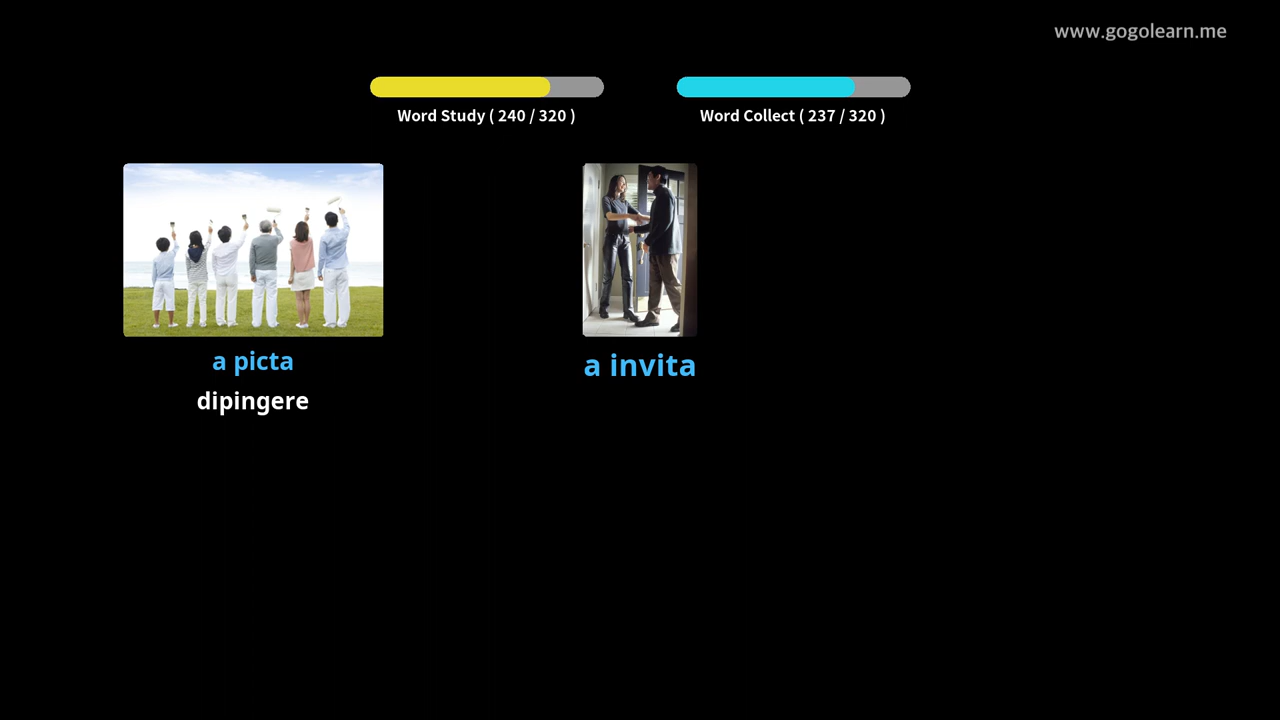 www.gogolearn.me
Word Study ( 240 / 320 )
Word Collect ( 237 / 320 )
a picta
dipingere
a invita